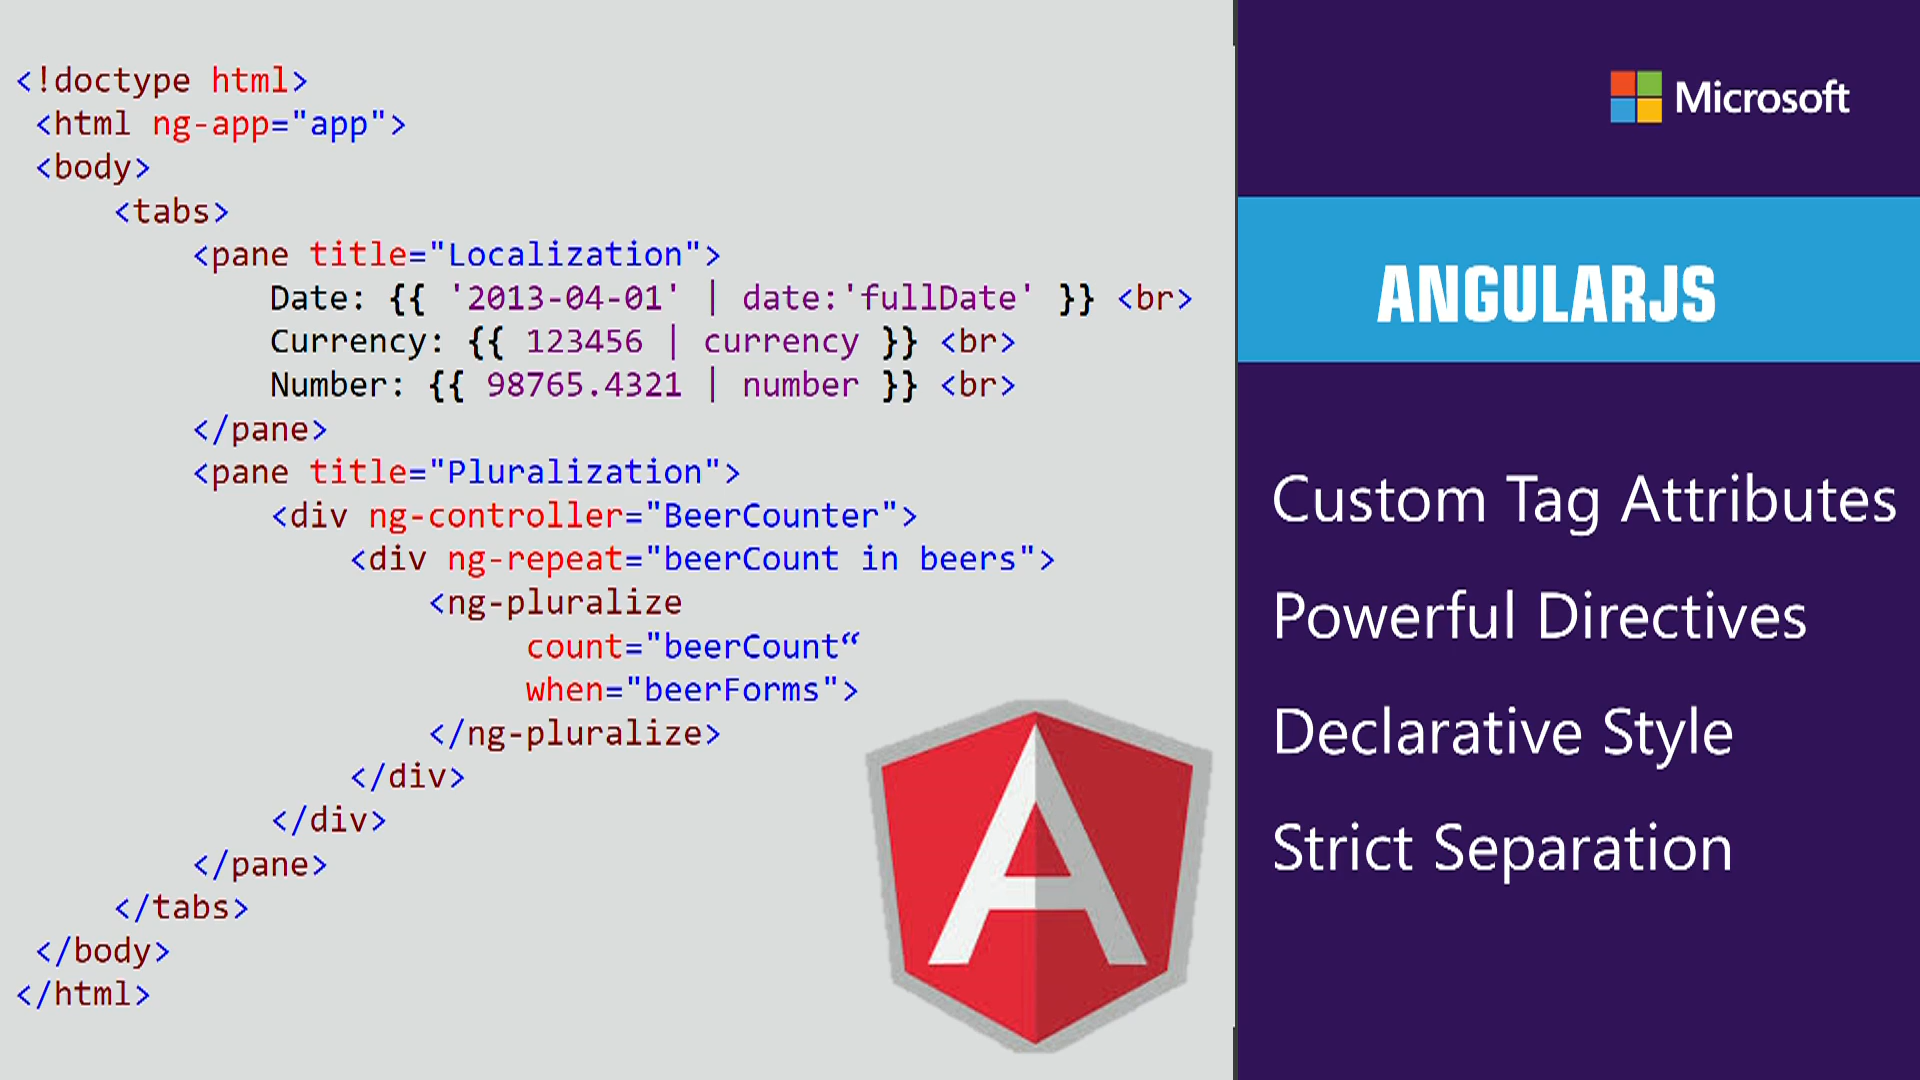 <!doctype html>
<html ng-app="app">
<body>
<tabs>
<pane title="Localization">
Date: {{ '2013-04-01' | date:'fullDate' }} <br>
Currency: {{ 123456 | currency }} <br>
Number: {{ 98765.4321 | number }} <br>
</pane>
<pane title="Pluralization">
<div ng-controller="BeerCounter">
<div ng-repeat="beerCount in beers">
<ng-pluralize
count="beerCount“
when="beerForms">
</ng-pluralize>
</div>
</div>
</pane>
</tabs>
</body>
</html>
A
Microsoft
ANGULARJS
Custom Tag Attributes
Powerful Directives
Declarative Style
Strict Separation